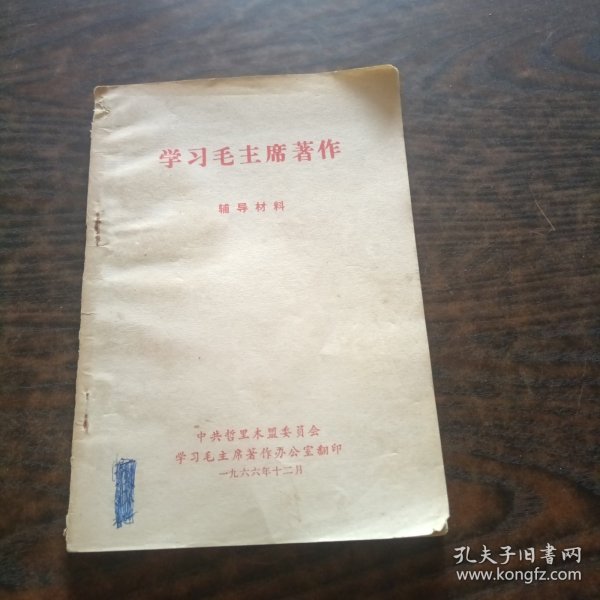 学习毛主席著作
辅导材料
中共哲里木盟委员会
学习毛主席著作办公室翻印
一九六六年十二月
孔夫子旧书网
www.kongfz.com